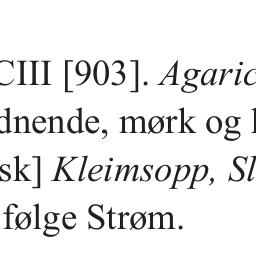 CIII [903]. Agaric
dnende, mørk og
sk] Kleimsopp, Sl
følge Strøm.